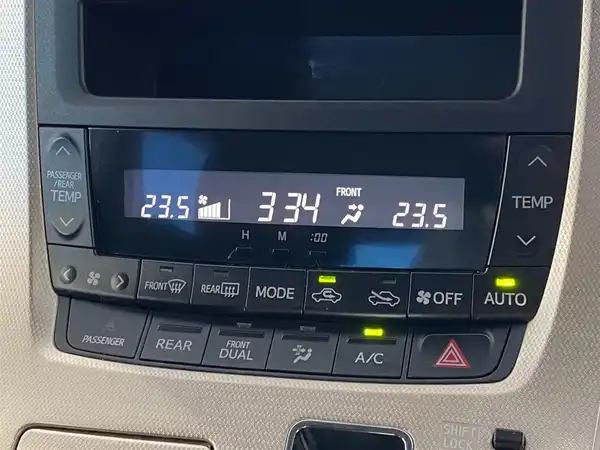 PASSENGER
/REAR
TEMP
FRONT
23.5 3 34 23.5
H M :00
TEMP
FRONT REAR MODE OFF AUTO
PASSENGER REAR FRONT
DUAL A/C
SHIFT
LOCK